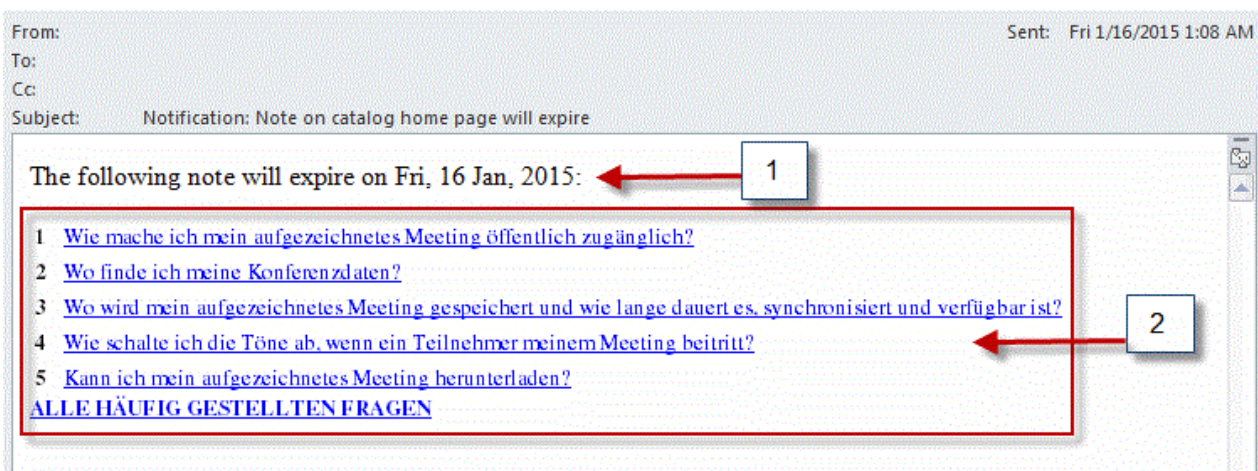 From: Sent: Fri 1/16/2015 1:08 AM
To:
Cc:
Subject: Notification: Note on catalog home page will expire
The following note will expire on Fri, 16 Jan, 2015: 1
1 Wie mache ich mein aufgezeichnetes Meeting öffentlich zugänglich?
2 Wo finde ich meine Konferenzdaten?
3 Wo wird mein aufgezeichnetes Meeting gespeichert und wie lange dauert es, synchronisiert und verfügbar ist?
2
4 Wie schalte ich die Töne ab, wenn ein Teilnehmer meinem Meeting beitritt?
5 Kann ich mein aufgezeichnetes Meeting herunterladen?
ALLE HÄUFIG GESTELLTEN FRAGEN